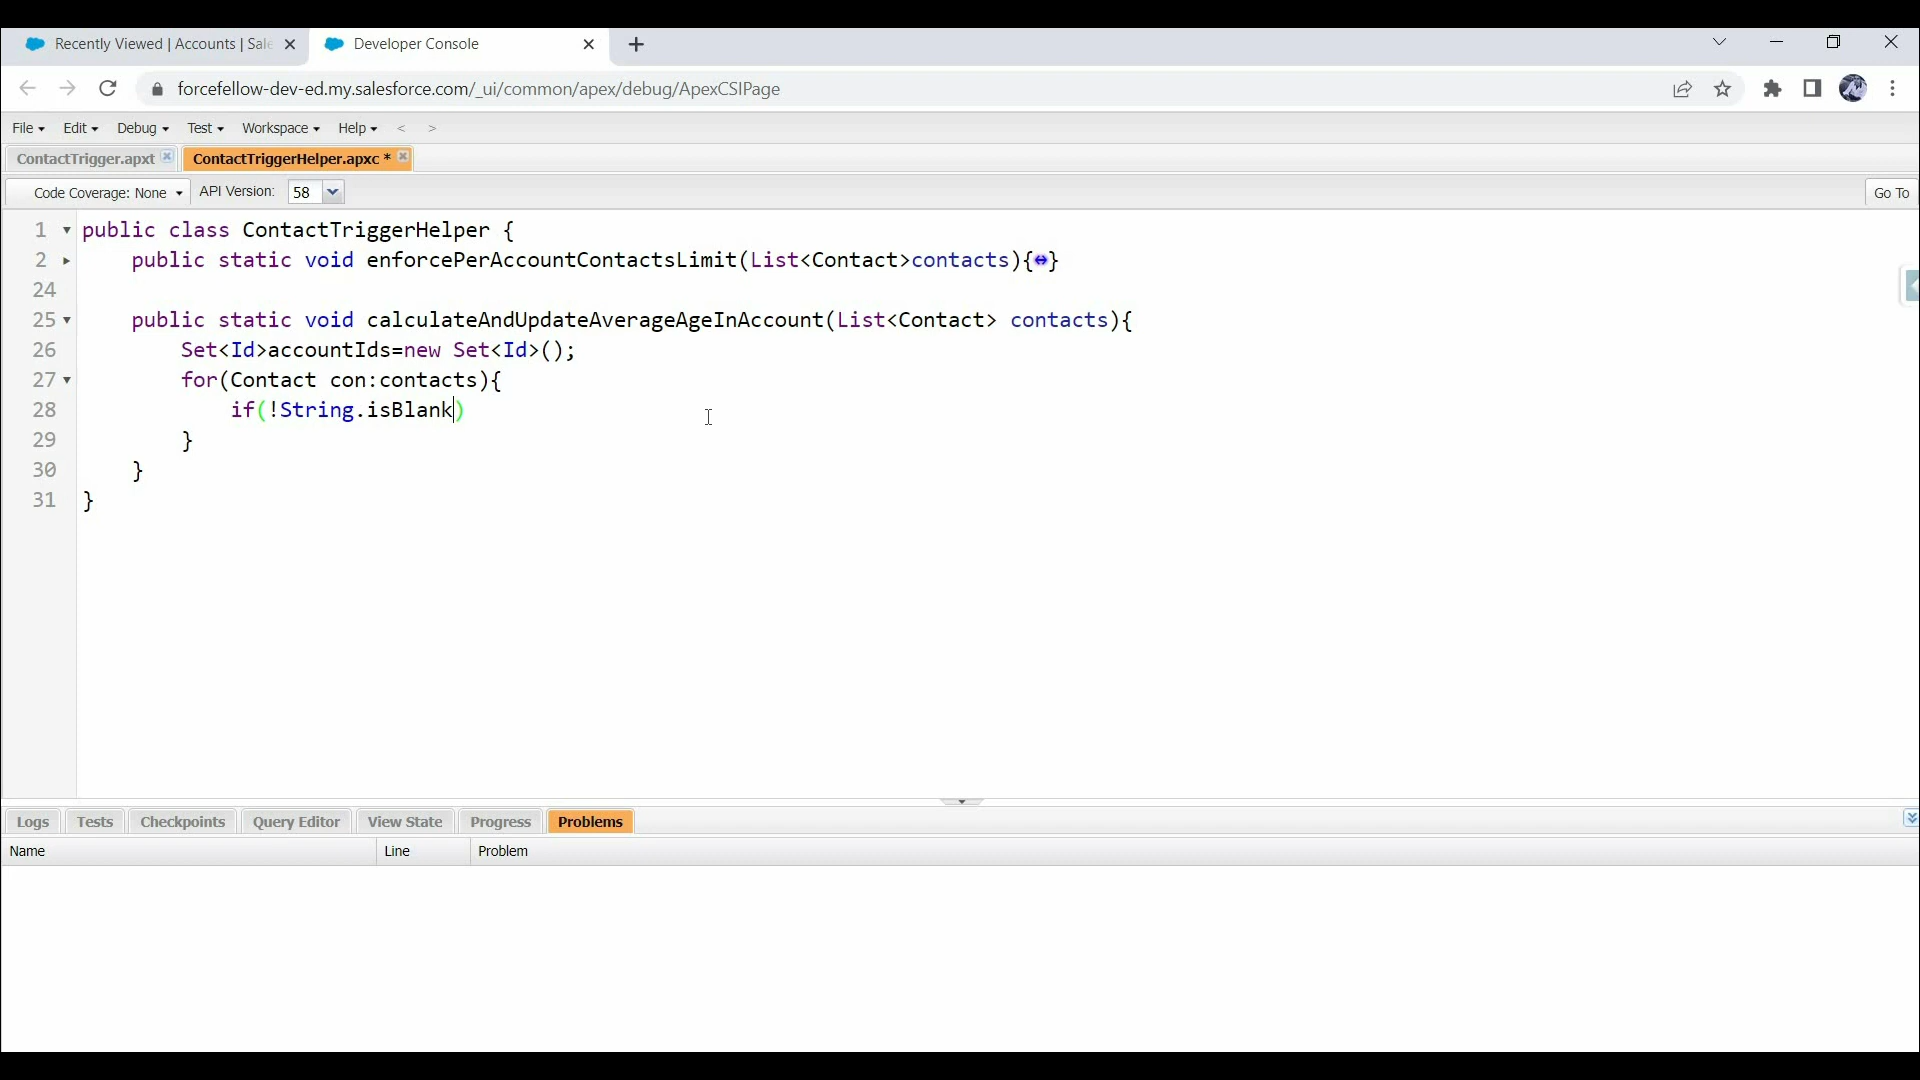 Recently Viewed | Accounts | Sale
Developer Console
forcefellow-dev-ed.my.salesforce.com/_ui/common/apex/debug/ApexCSIPage
File Edit Debug Test Workspace Help < >
ContactTrigger.apxt
ContactTriggerHelper.apxc *
Code Coverage: None API Version: 58 Go To
1 public class ContactTriggerHelper {
2 public static void enforcePerAccountContactsLimit(List<Contact>contacts){↔}
24
25 public static void calculateAndUpdateAverageAgeInAccount(List<Contact> contacts){
26 Set<Id>accountIds=new Set<Id>();
27 for(Contact con:contacts){
28 if(!String.isBlank)
29 }
30 }
31 }
Logs Tests Checkpoints Query Editor View State Progress Problems
Name Line Problem